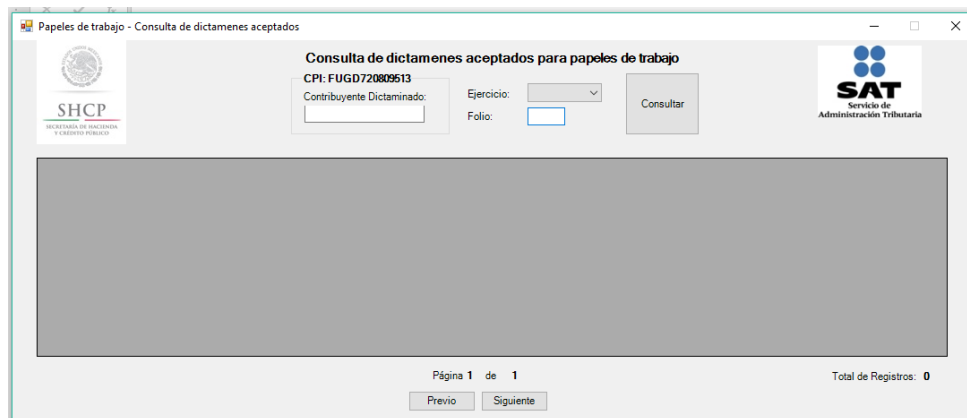 Papeles de trabajo - Consulta de dictamenes aceptados
SHCP
SECRETARÍA DE HACIENDA
Y CRÉDITO PÚBLICO
Consulta de dictamenes aceptados para papeles de trabajo
CPI: FUGD720809513
Contribuyente Dictaminado:
Ejercicio:
Folio:
Consultar
SAT
Servicio de
Administración Tributaria
Página 1 de 1
Total de Registros: 0
Previo Siguiente